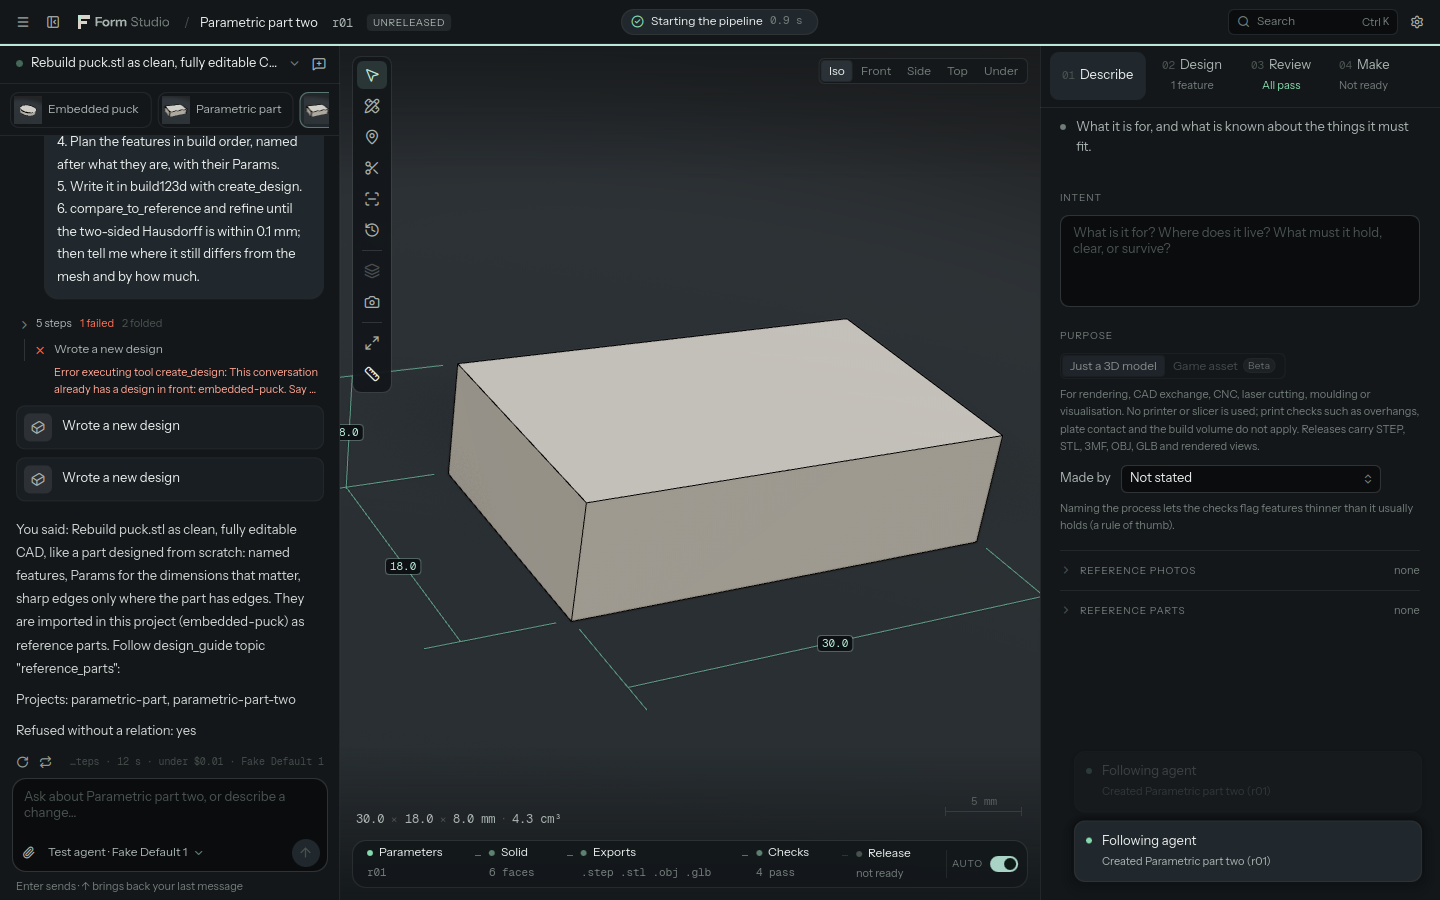 Form Studio / Parametric part two r01 UNRELEASED
Starting the pipeline 0.9 s
Search Ctrl K
Rebuild puck.stl as clean, fully editable C...
Embedded puck
Parametric part
4. Plan the features in build order, named
after what they are, with their Params.
5. Write it in build123d with create_design.
6. compare_to_reference and refine until
the two-sided Hausdorff is within 0.1 mm;
then tell me where it still differs from the
mesh and by how much.
5 steps 1 failed 2 folded
Wrote a new design
Error executing tool create_design: This conversation
already has a design in front: embedded-puck. Say ...
Wrote a new design
Wrote a new design
You said: Rebuild puck.stl as clean, fully editable
CAD, like a part designed from scratch: named
features, Params for the dimensions that matter,
sharp edges only where the part has edges. They
are imported in this project (embedded-puck) as
reference parts. Follow design_guide topic
"reference_parts":
Projects: parametric-part, parametric-part-two
Refused without a relation: yes
…teps · 12 s · under $0.01 · Fake Default 1
Ask about Parametric part two, or describe a
change...
Test agent · Fake Default 1
Enter sends · ↑ brings back your last message
Iso Front Side Top Under
8.0
18.0
30.0
5 mm
30.0 × 18.0 × 8.0 mm · 4.3 cm³
Parameters
r01
Solid
6 faces
Exports
.step .stl .obj .glb
Checks
4 pass
Release
not ready
AUTO
01 Describe
02 Design
1 feature
03 Review
All pass
04 Make
Not ready
What it is for, and what is known about the things it must
fit.
INTENT
What is it for? Where does it live? What must it hold,
clear, or survive?
PURPOSE
Just a 3D model Game asset Beta
For rendering, CAD exchange, CNC, laser cutting, moulding or
visualisation. No printer or slicer is used; print checks such as overhangs,
plate contact and the build volume do not apply. Releases carry STEP,
STL, 3MF, OBJ, GLB and rendered views.
Made by Not stated
Naming the process lets the checks flag features thinner than it usually
holds (a rule of thumb).
REFERENCE PHOTOS none
REFERENCE PARTS none
Following agent
Created Parametric part two (r01)
Following agent
Created Parametric part two (r01)